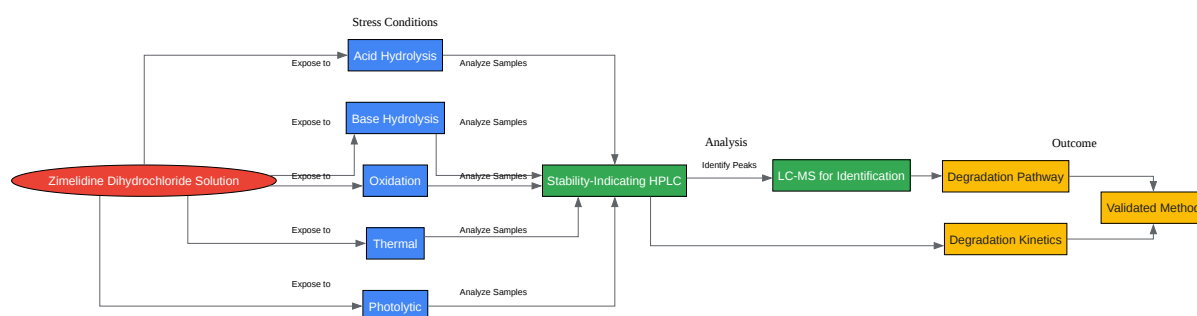 Stress Conditions
Acid Hydrolysis
Expose to
Analyze Samples
Base Hydrolysis
Expose to
Analyze Samples
Analysis
Outcome
Identify Peaks
Zimelidine Dihydrochloride Solution
Expose to
Oxidation
Analyze Samples
Stability-Indicating HPLC
LC-MS for Identification
Degradation Pathway
Validated Method
Expose to
Thermal
Analyze Samples
Degradation Kinetics
Expose to
Analyze Samples
Photolytic